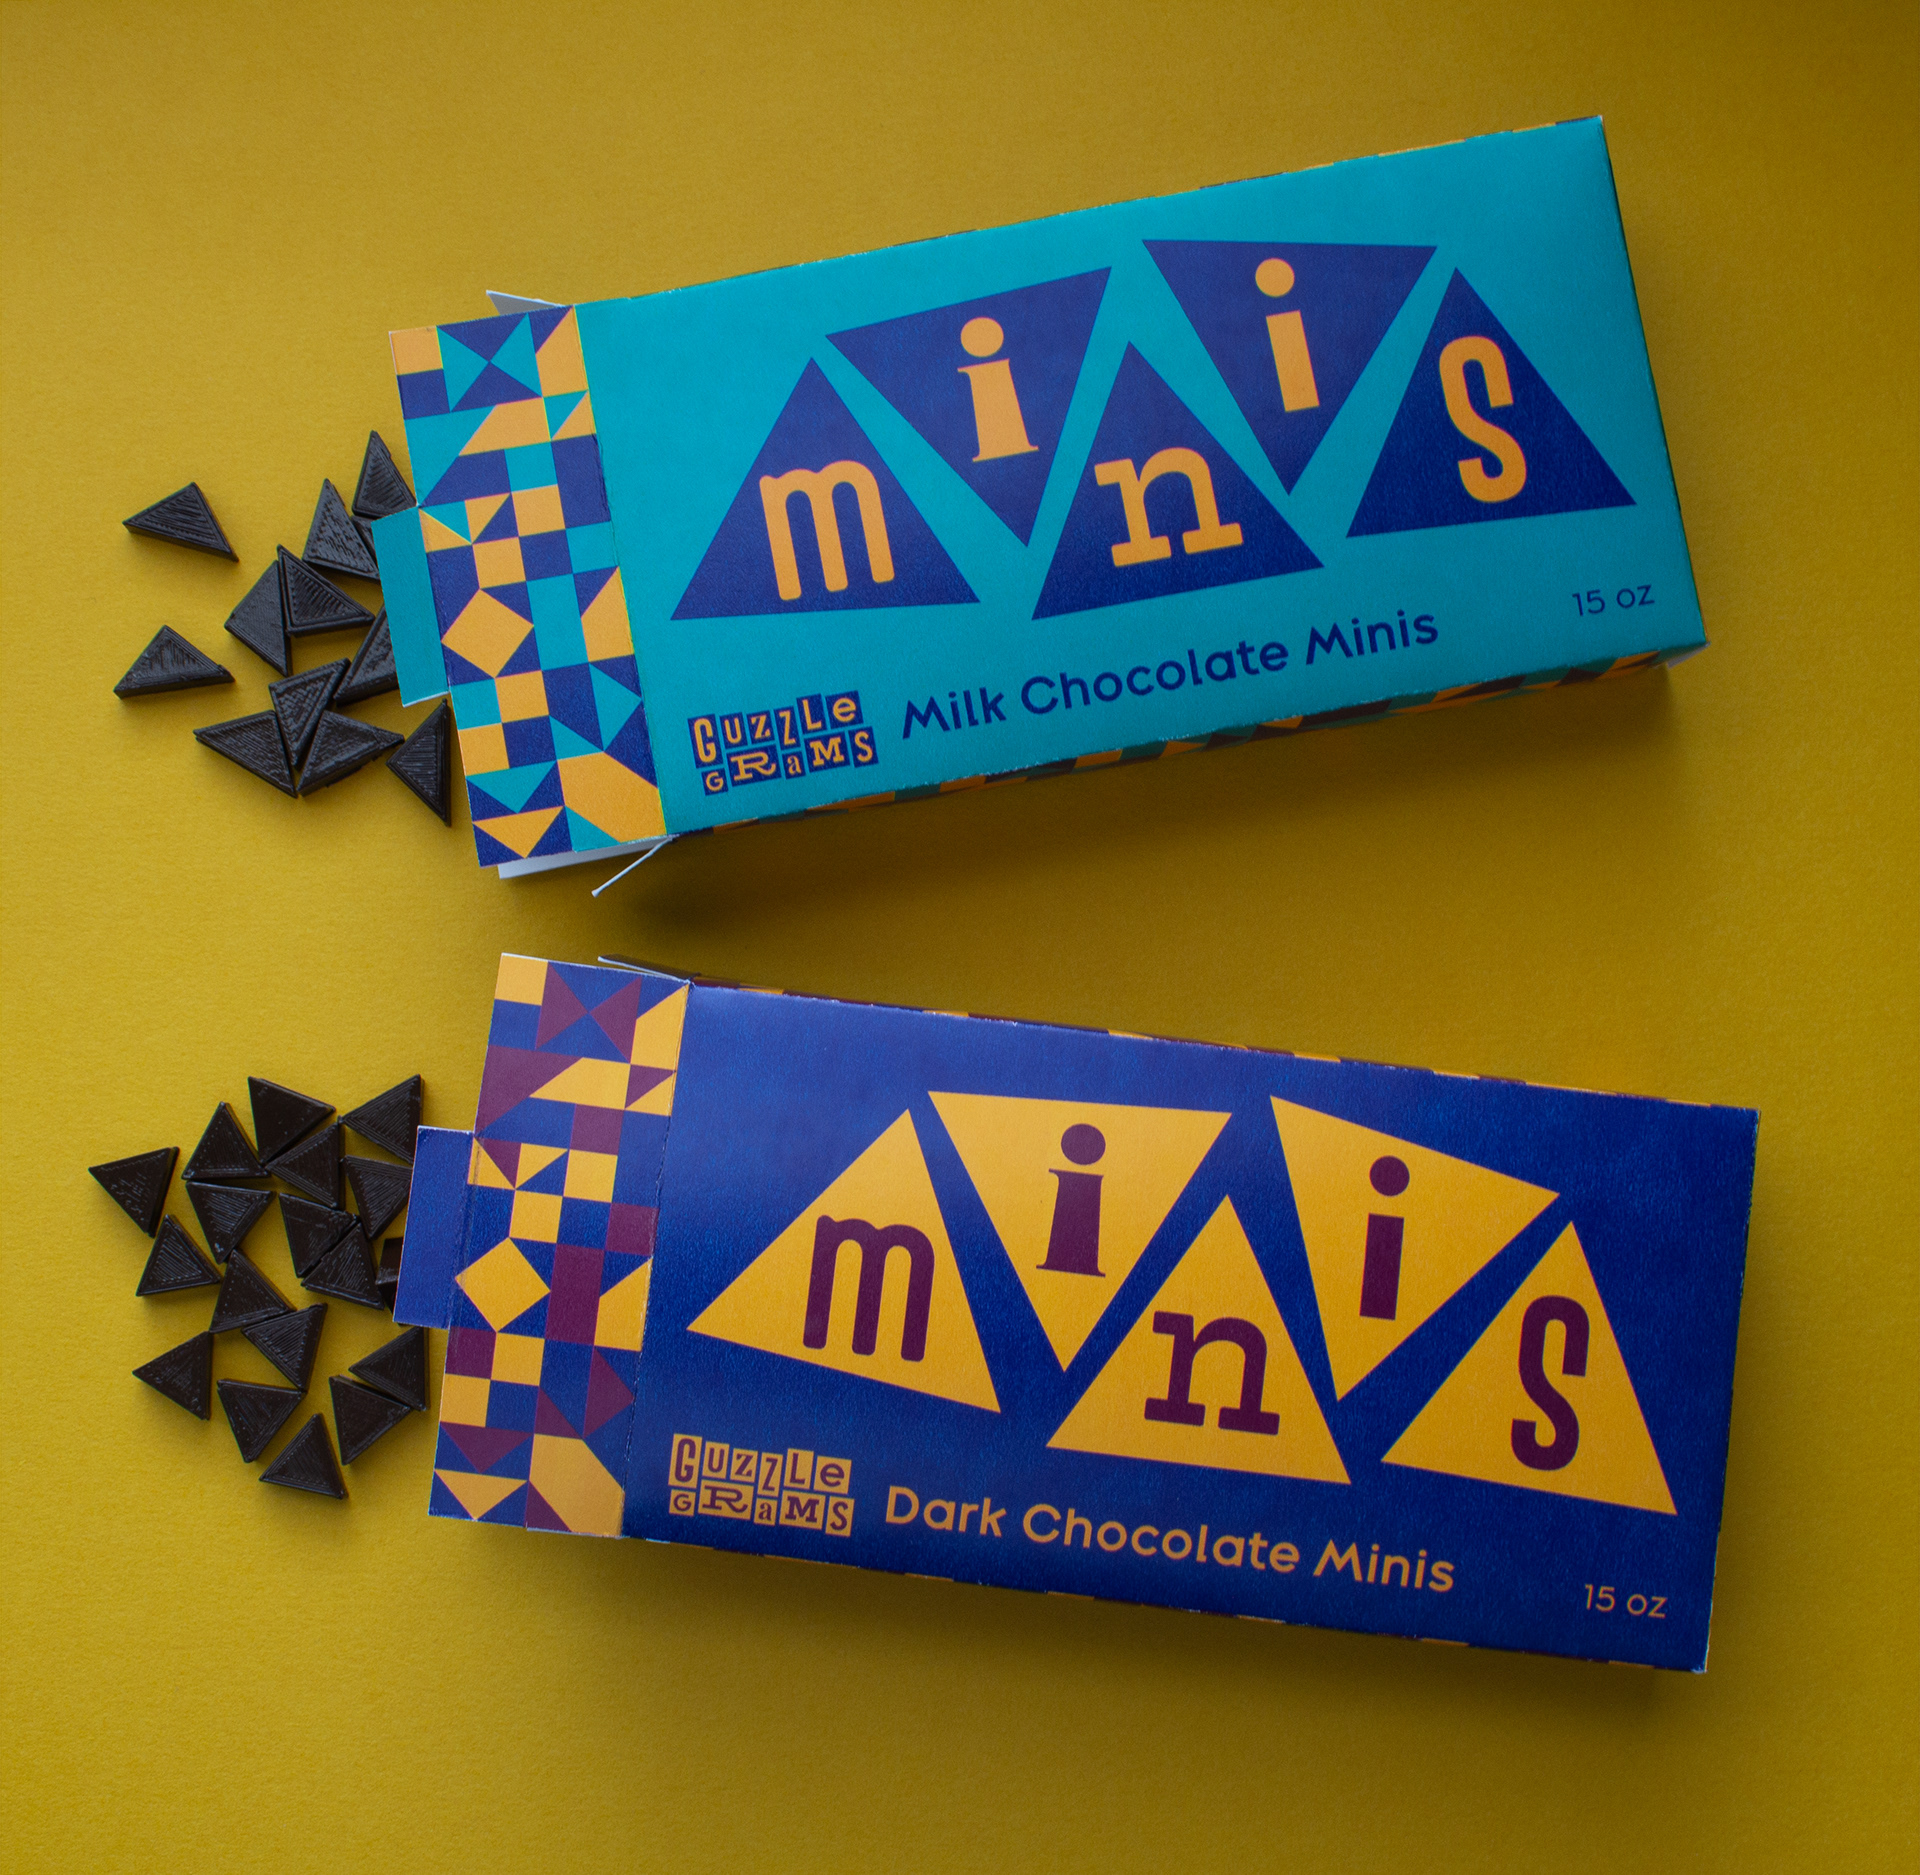 minis
GUZZLe
GRaMS
Milk Chocolate Minis
15 oz
minis
GUZZLe
GRaMS
Dark Chocolate Minis
15 oz